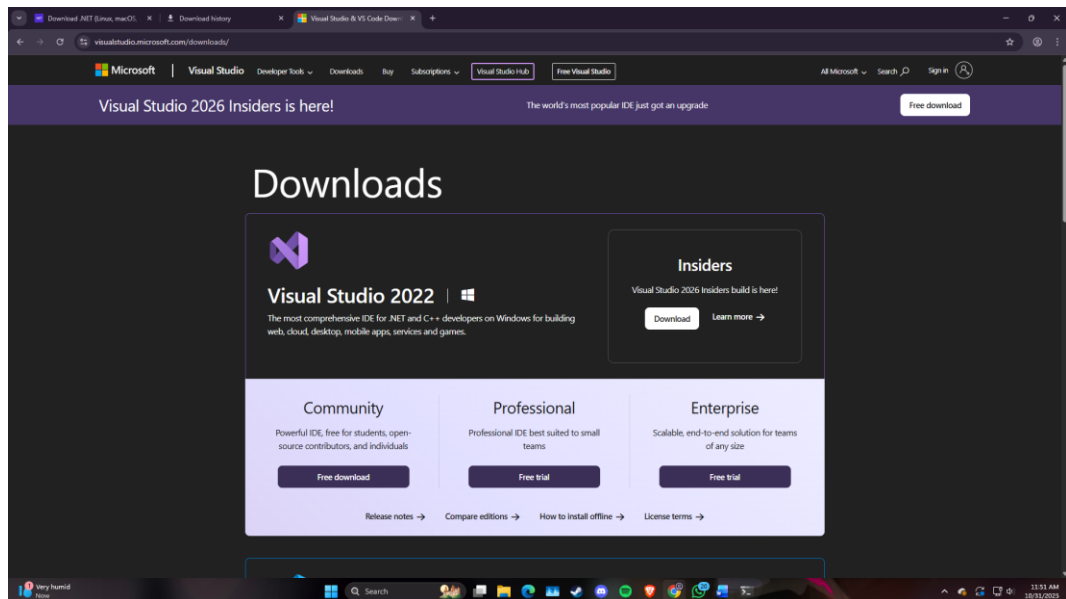 Download .NET (Linux, macOS,
Download history
Visual Studio & VS Code Down
visualstudio.microsoft.com/downloads/
Microsoft
Visual Studio
Developer Tools
Downloads
Buy
Subscriptions
Visual Studio Hub
Free Visual Studio
All Microsoft
Search
Sign in
Visual Studio 2026 Insiders is here!
The world's most popular IDE just got an upgrade
Free download
Downloads
Visual Studio 2022
The most comprehensive IDE for .NET and C++ developers on Windows for building
web, cloud, desktop, mobile apps, services and games.
Insiders
Visual Studio 2026 Insiders build is here!
Download
Learn more →
Community
Powerful IDE, free for students, open-
source contributors, and individuals
Free download
Professional
Professional IDE best suited to small
teams
Free trial
Enterprise
Scalable, end-to-end solution for teams
of any size
Free trial
Release notes →
Compare editions →
How to install offline →
License terms →
1
Very humid
Now
Search
20
11:51 AM
10/31/2025